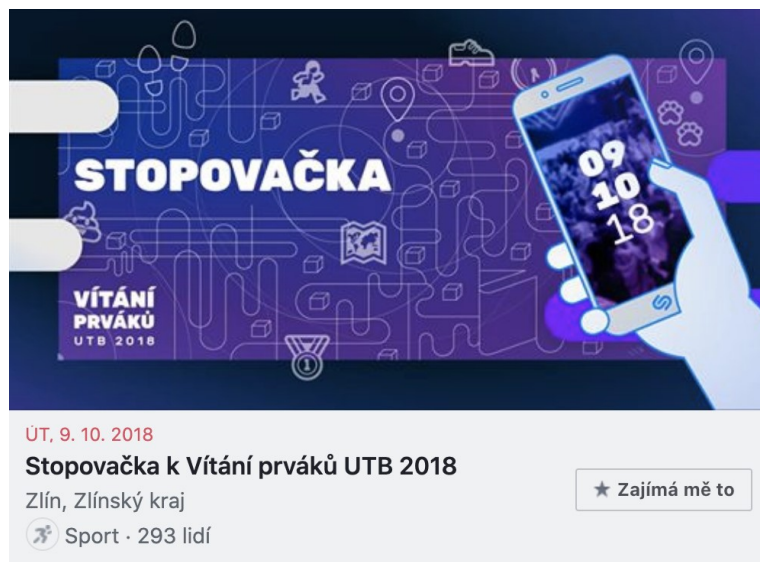 STOPOVAČKA
09
10
18
VÍTÁNÍ
PRVÁKŮ
UTB 2018
1
ÚT, 9. 10. 2018
Stopovačka k Vítání prváků UTB 2018
Zlín, Zlínský kraj
Sport · 293 lidí
★ Zajímá mě to